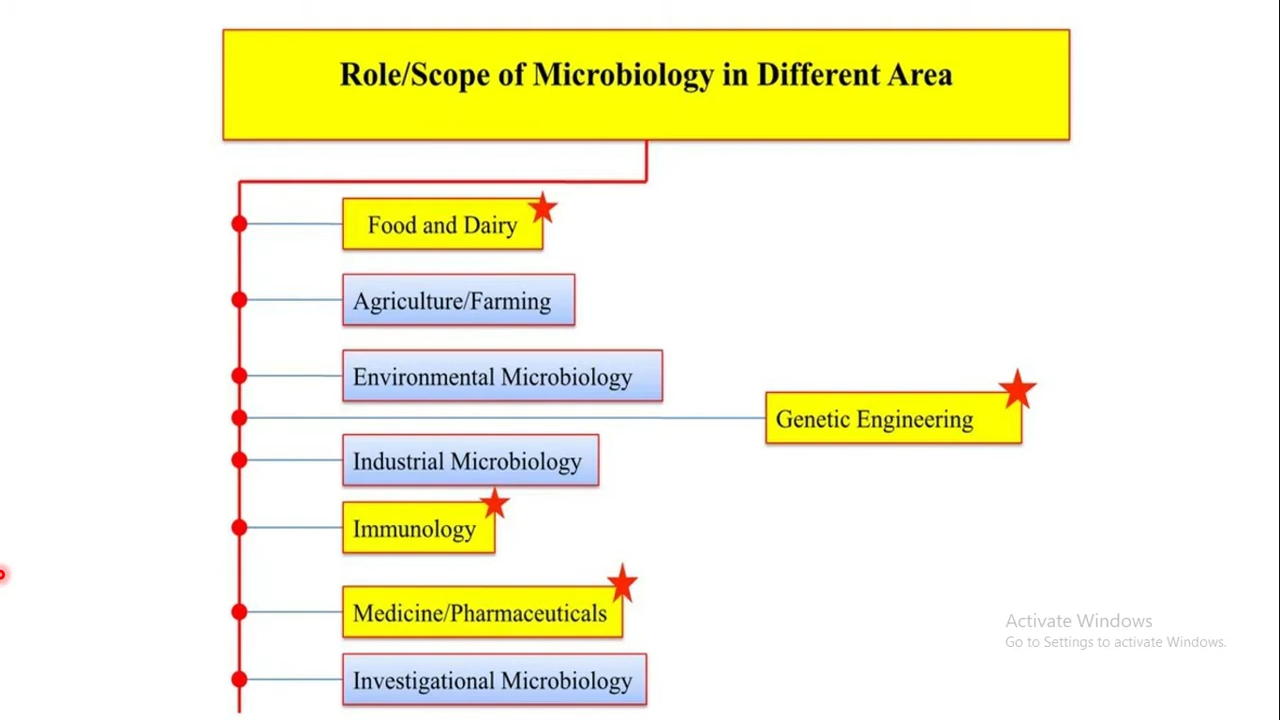 Role/Scope of Microbiology in Different Area
Food and Dairy
Agriculture/Farming
Environmental Microbiology
Genetic Engineering
Industrial Microbiology
Immunology
Medicine/Pharmaceuticals
Investigational Microbiology
Activate Windows
Go to Settings to activate Windows.